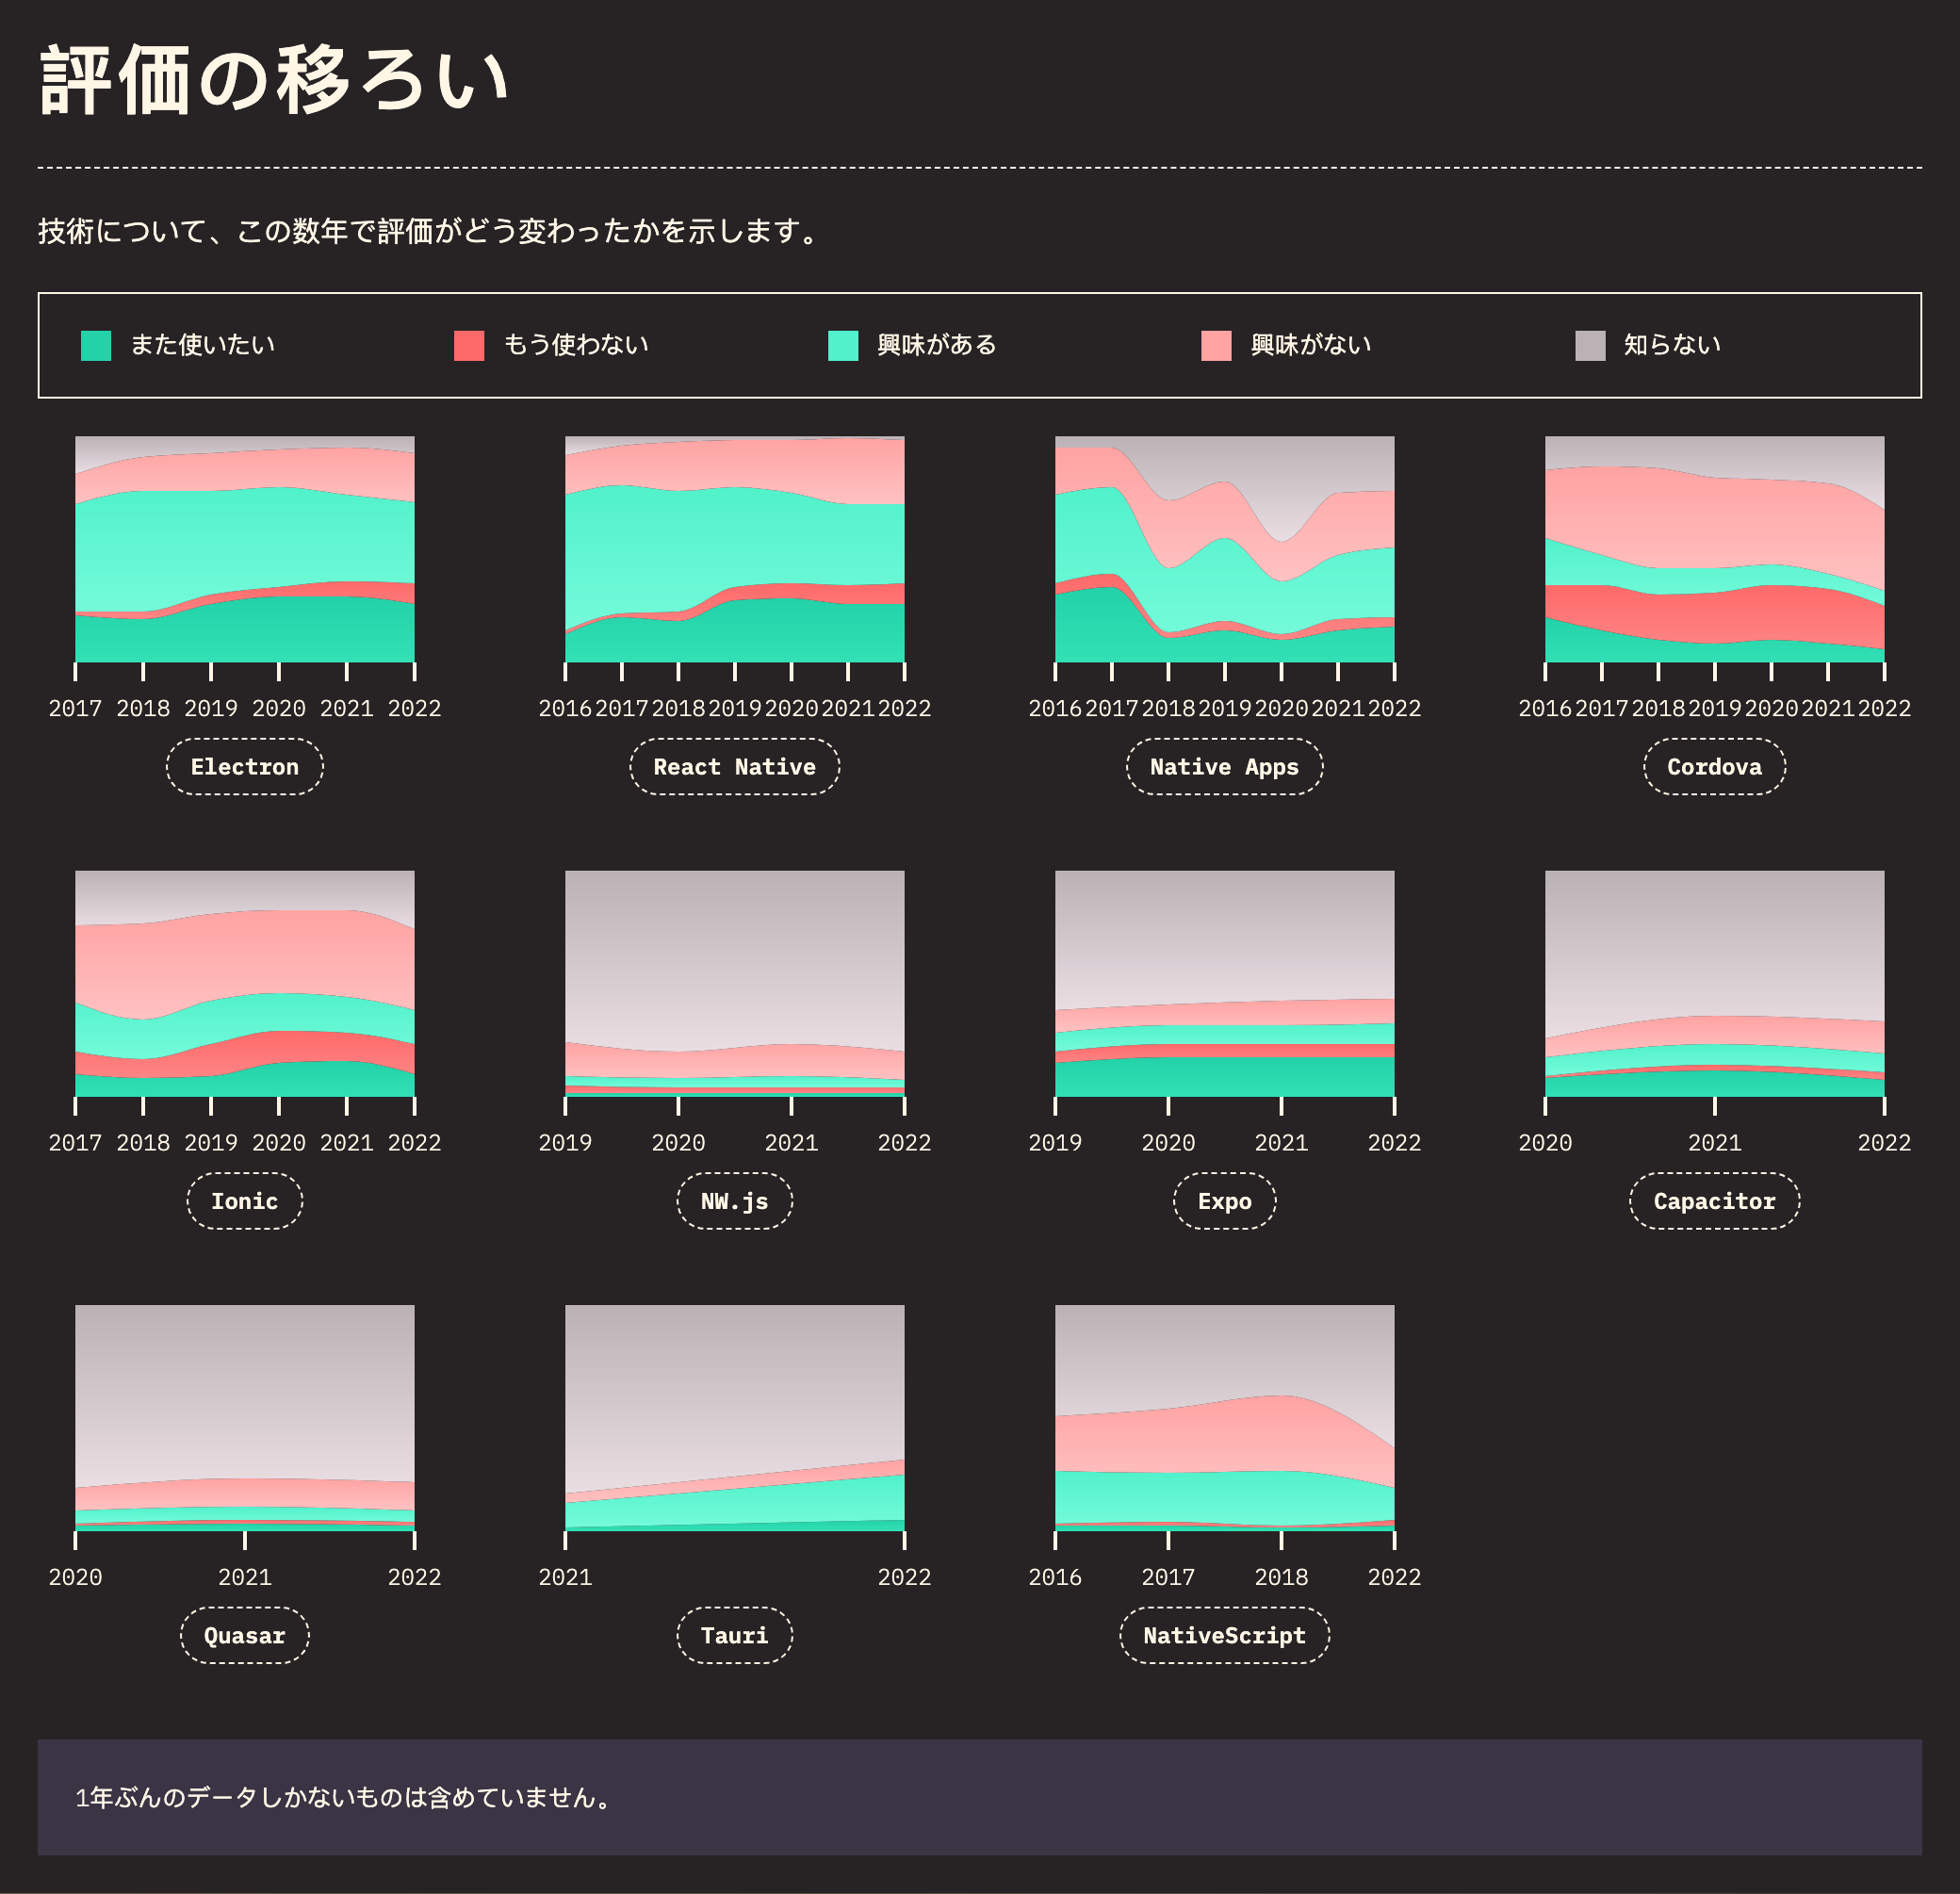 評価の移ろい
技術について、この数年で評価がどう変わったかを示します。
また使いたい もう使わない 興味がある 興味がない 知らない
2017 2018 2019 2020 2021 2022
Electron
2016 2017 2018 2019 2020 2021 2022
React Native
2016 2017 2018 2019 2020 2021 2022
Native Apps
2016 2017 2018 2019 2020 2021 2022
Cordova
2017 2018 2019 2020 2021 2022
Ionic
2019 2020 2021 2022
NW.js
2019 2020 2021 2022
Expo
2020 2021 2022
Capacitor
2020 2021 2022
Quasar
2021 2022
Tauri
2016 2017 2018 2022
NativeScript
1年ぶんのデータしかないものは含めていません。